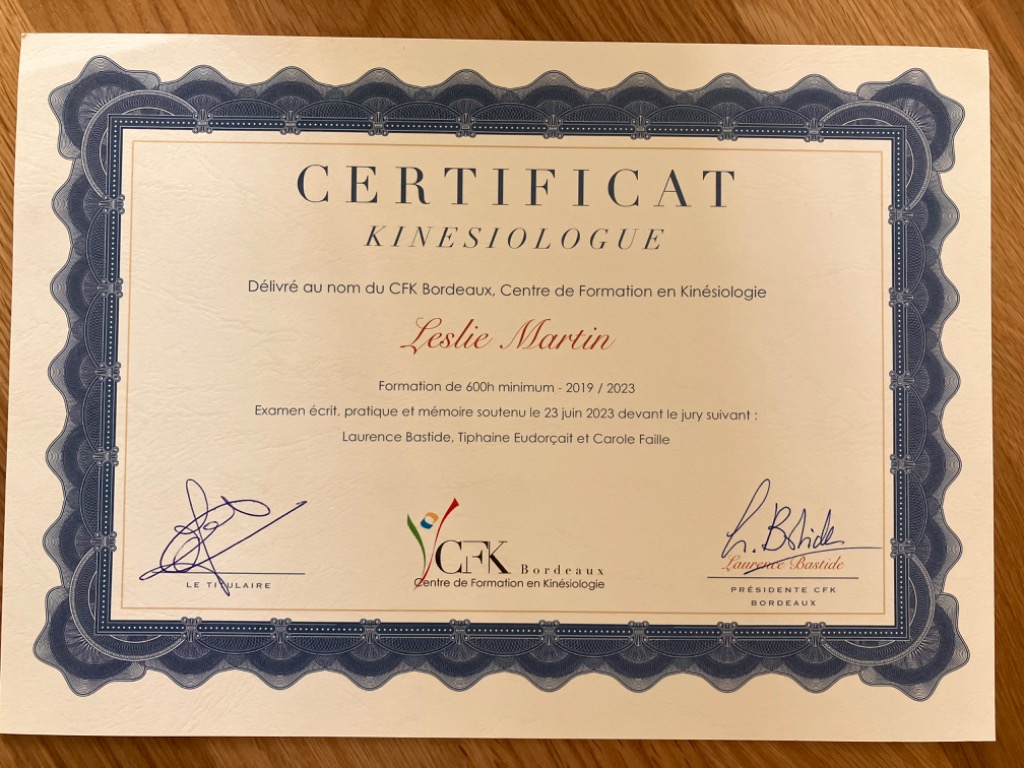 CERTIFICAT
KINESIOLOGUE
Délivré au nom du CFK Bordeaux, Centre de Formation en Kinésiologie
Leslie Martin
Formation de 600h minimum - 2019 / 2023
Examen écrit, pratique et mémoire soutenu le 23 juin 2023 devant le jury suivant :
Laurence Bastide, Tiphaine Eudorçait et Carole Faille
LE TITULAIRE
CFK Bordeaux
Centre de Formation en Kinésiologie
L. Bastide
Laurence Bastide
PRÉSIDENTE CFK
BORDEAUX